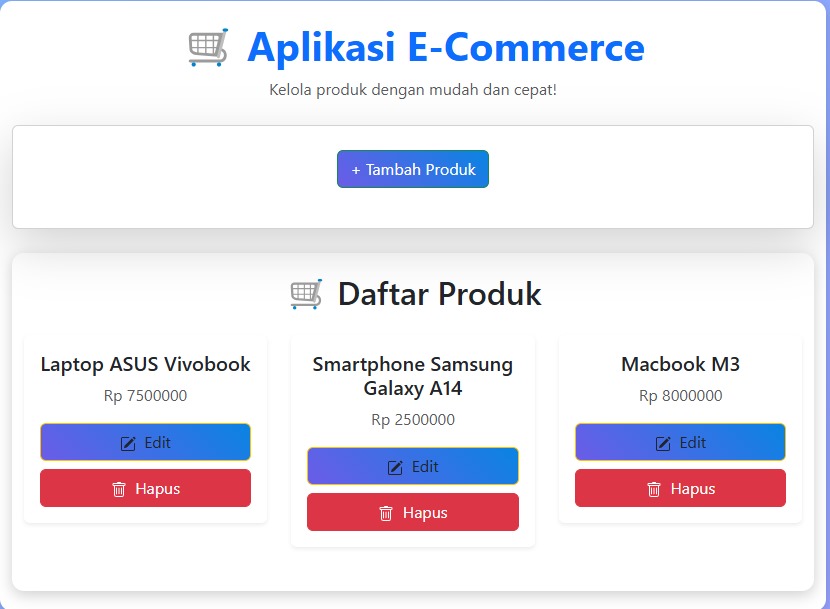 Aplikasi E-Commerce
Kelola produk dengan mudah dan cepat!
+ Tambah Produk
Daftar Produk
Laptop ASUS Vivobook
Rp 7500000
Edit
Hapus
Smartphone Samsung
Galaxy A14
Rp 2500000
Edit
Hapus
Macbook M3
Rp 8000000
Edit
Hapus